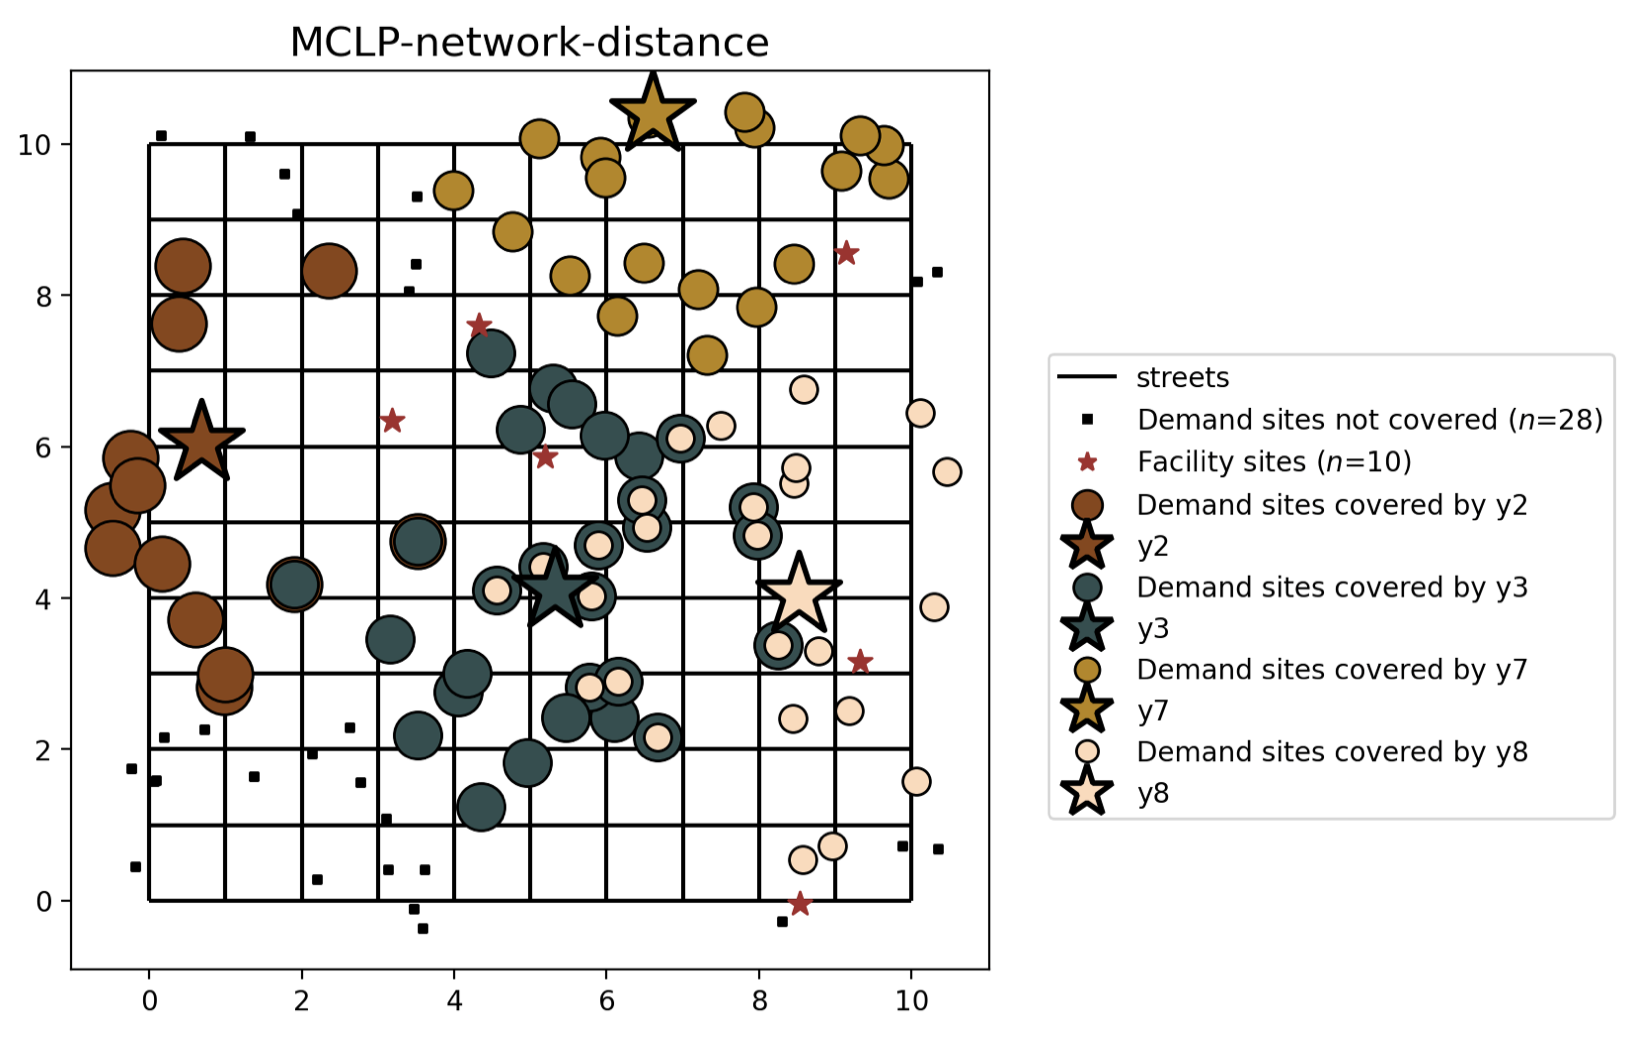 MCLP-network-distance
10
8
6
4
2
0
0 2 4 6 8 10
streets
Demand sites not covered (n=28)
Facility sites (n=10)
Demand sites covered by y2
y2
Demand sites covered by y3
y3
Demand sites covered by y7
y7
Demand sites covered by y8
y8